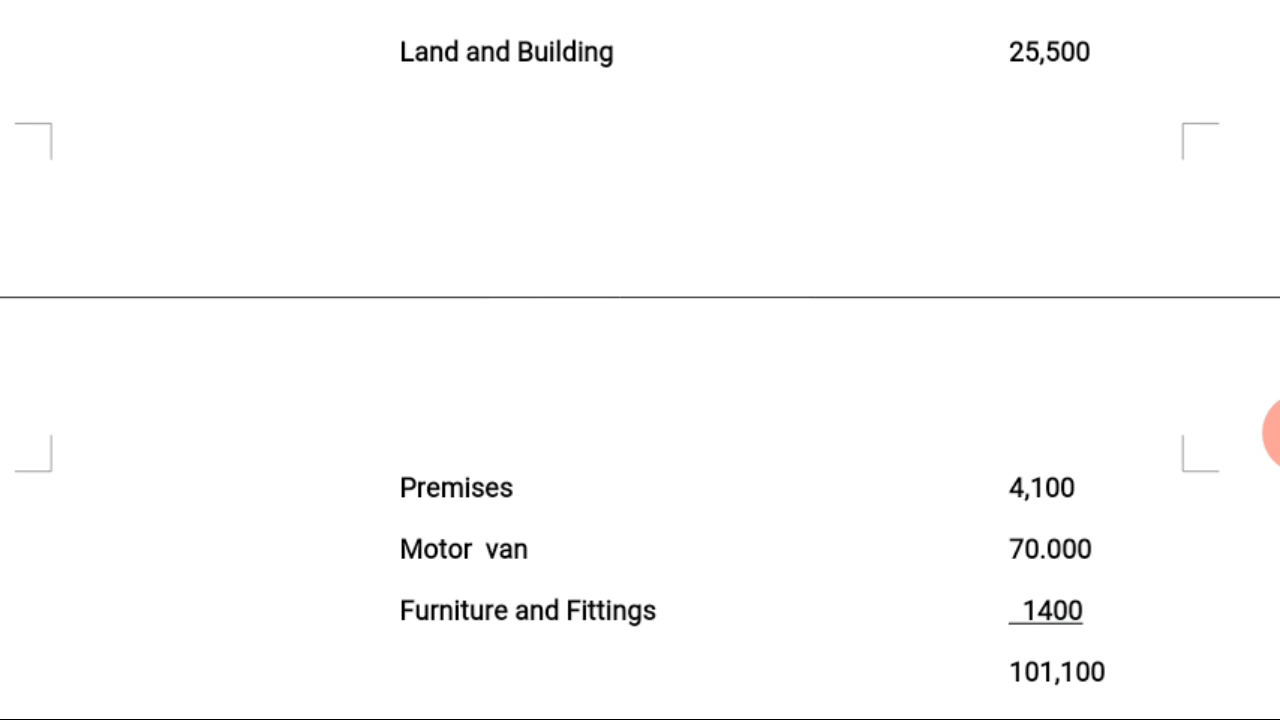 Land and Building 25,500
Premises 4,100
Motor van 70.000
Furniture and Fittings 1400
101,100